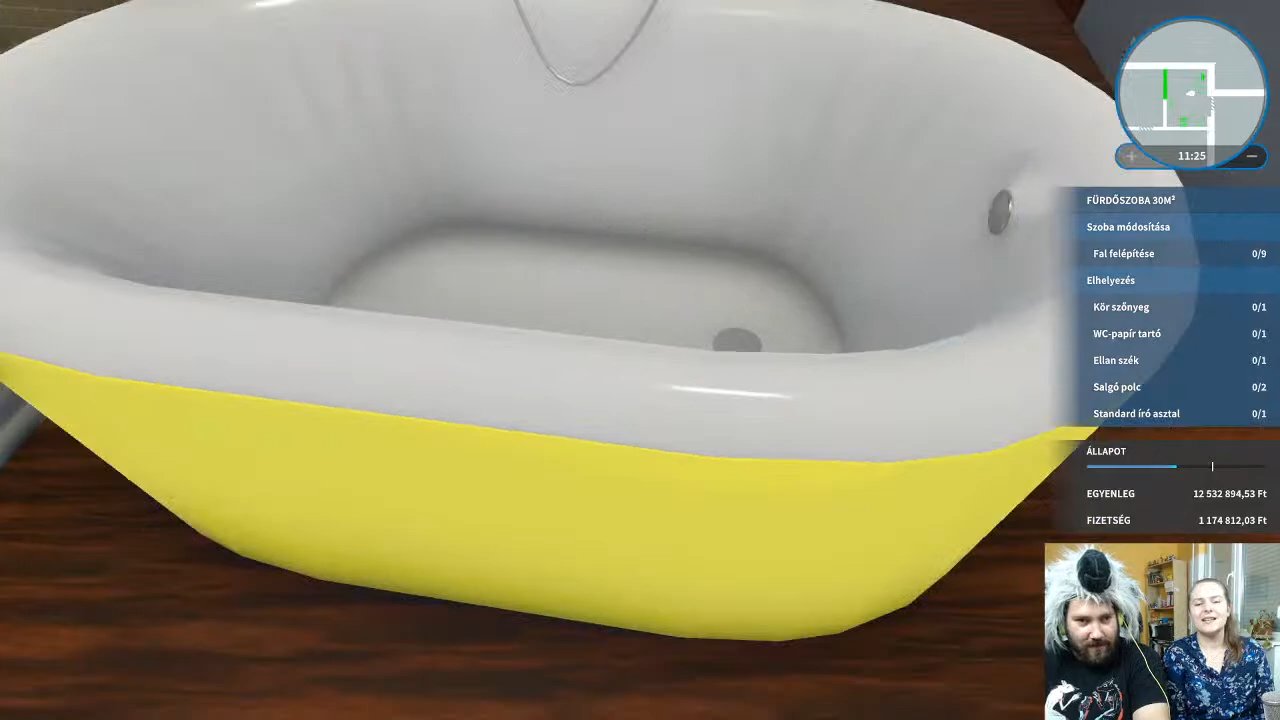 11:25
FÜRDŐSZOBA 30M²
Szoba módosítása
Fal felépítése 0/9
Elhelyezés
Kör szőnyeg 0/1
WC-papír tartó 0/1
Ellan szék 0/1
Salgó polc 0/2
Standard író asztal 0/1
ÁLLAPOT
EGYENLEG 12 532 894,53 Ft
FIZETSÉG 1 174 812,03 Ft